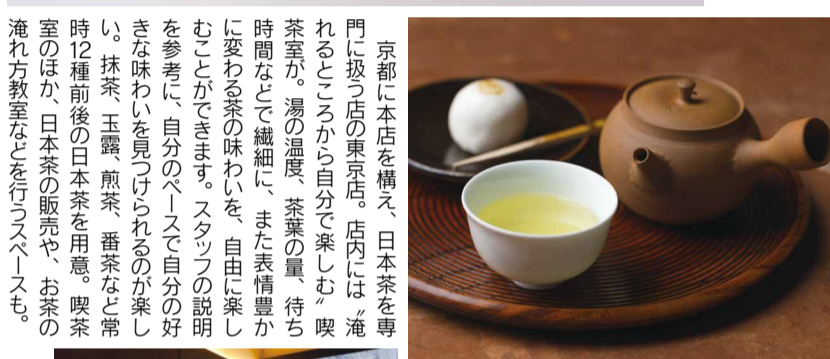 京都に本店を構え、日本茶を専
門に扱う店の東京店。店内には〝淹
れるところから自分で楽しむ〟喫
茶室が。湯の温度、茶葉の量、待ち
時間などで繊細に、また表情豊か
に変わる茶の味わいを、自由に楽し
むことができます。スタッフの説明
を参考に、自分のペースで自分の好
きな味わいを見つけられるのが楽し
い。抹茶、玉露、煎茶、番茶など常
時12種前後の日本茶を用意。喫茶
室のほか、日本茶の販売や、お茶の
淹れ方教室などを行うスペースも。